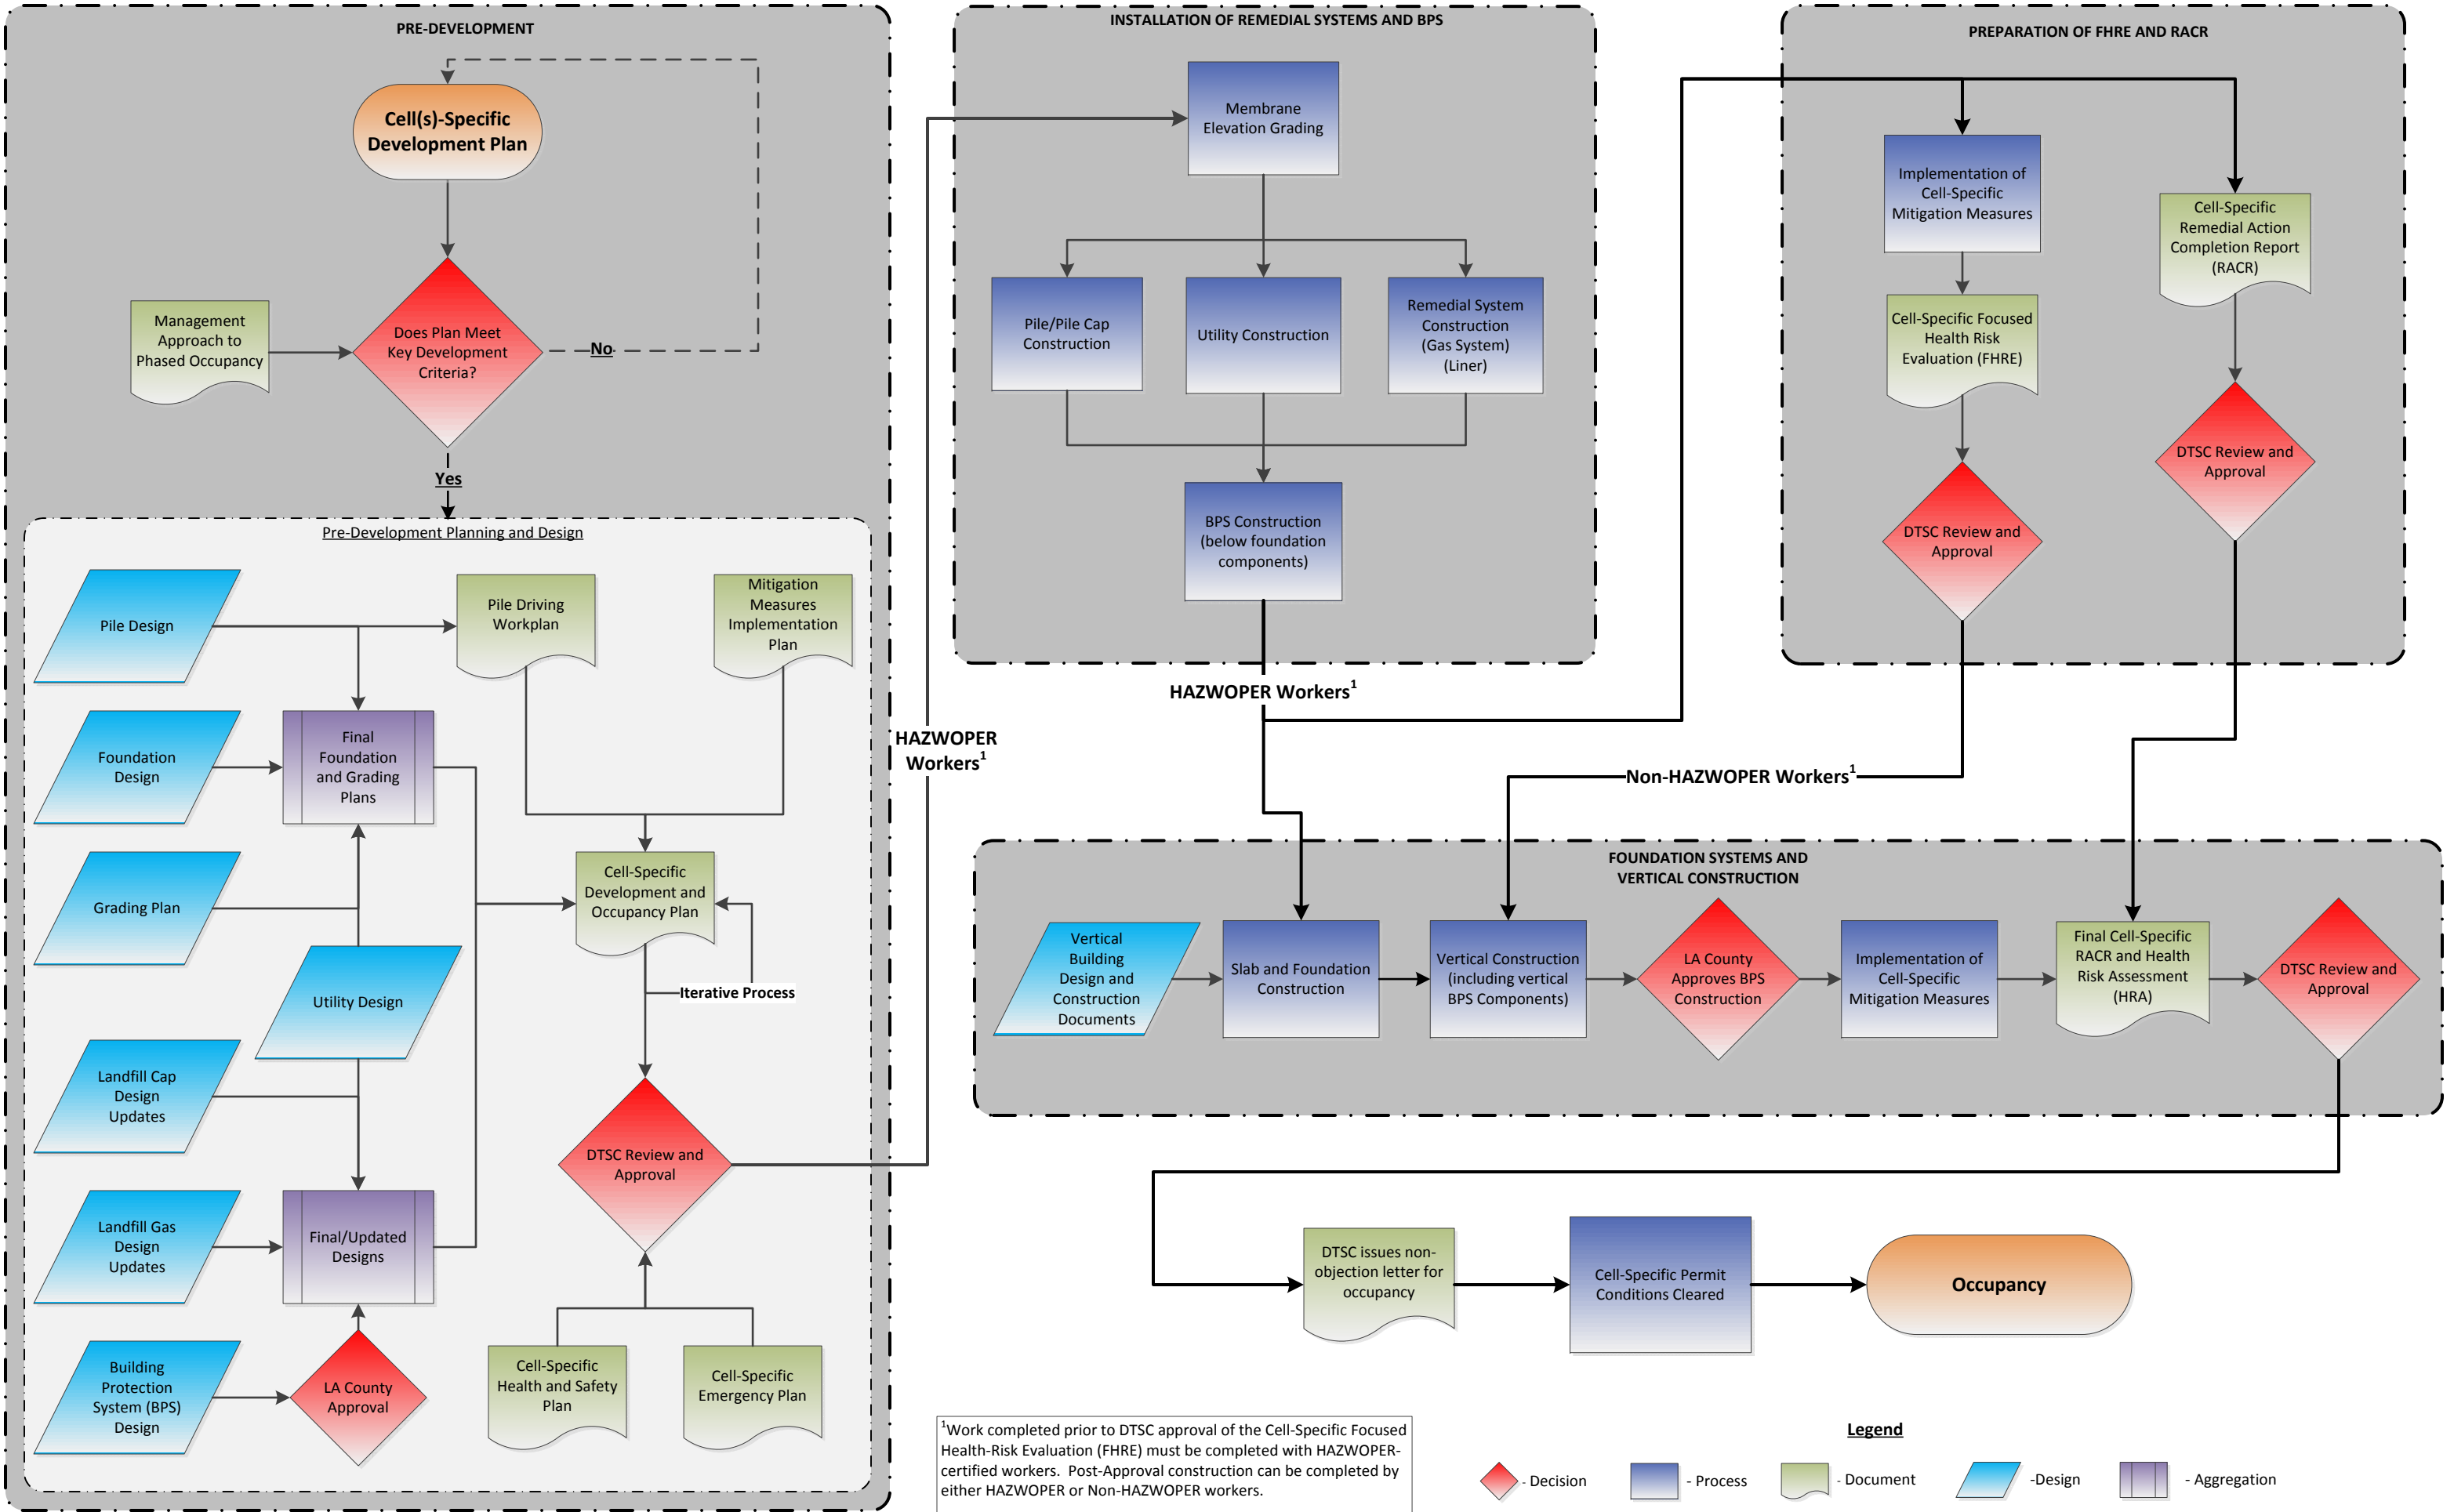 PRE-DEVELOPMENT
Cell(s)-Specific
Development Plan
Management
Approach to
Phased Occupancy
Does Plan Meet
Key Development
Criteria?
No
Yes
Pre-Development Planning and Design
Pile Design
Pile Driving
Workplan
Mitigation
Measures
Implementation
Plan
Foundation
Design
Final
Foundation
and Grading
Plans
Grading Plan
Cell-Specific
Development and
Occupancy Plan
Utility Design
Iterative Process
Landfill Cap
Design
Updates
DTSC Review and
Approval
Landfill Gas
Design
Updates
Final/Updated
Designs
Building
Protection
System (BPS)
Design
LA County
Approval
Cell-Specific
Health and Safety
Plan
Cell-Specific
Emergency Plan
HAZWOPER
Workers1
INSTALLATION OF REMEDIAL SYSTEMS AND BPS
Membrane
Elevation Grading
Pile/Pile Cap
Construction
Utility Construction
Remedial System
Construction
(Gas System)
(Liner)
BPS Construction
(below foundation
components)
HAZWOPER Workers1
PREPARATION OF FHRE AND RACR
Implementation of
Cell-Specific
Mitigation Measures
Cell-Specific
Remedial Action
Completion Report
(RACR)
Cell-Specific Focused
Health Risk
Evaluation (FHRE)
DTSC Review and
Approval
DTSC Review and
Approval
Non-HAZWOPER Workers1
FOUNDATION SYSTEMS AND
VERTICAL CONSTRUCTION
Vertical
Building
Design and
Construction
Documents
Slab and Foundation
Construction
Vertical Construction
(including vertical
BPS Components)
LA County
Approves BPS
Construction
Implementation of
Cell-Specific
Mitigation Measures
Final Cell-Specific
RACR and Health
Risk Assessment
(HRA)
DTSC Review and
Approval
DTSC issues non-
objection letter for
occupancy
Cell-Specific Permit
Conditions Cleared
Occupancy
1Work completed prior to DTSC approval of the Cell-Specific Focused
Health-Risk Evaluation (FHRE) must be completed with HAZWOPER-
certified workers.  Post-Approval construction can be completed by
either HAZWOPER or Non-HAZWOPER workers.
Legend
- Decision
- Process
- Document
-Design
- Aggregation